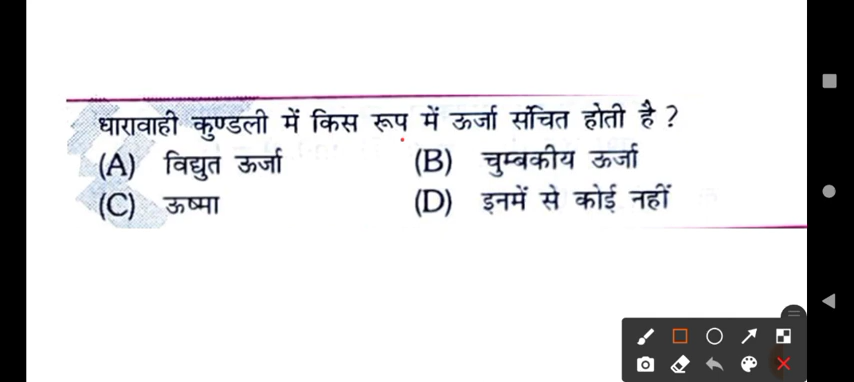 धारावाही कुण्डली में किस रूप में ऊर्जा संचित होती है ?
(A) विद्युत ऊर्जा (B) चुम्बकीय ऊर्जा
(C) ऊष्मा (D) इनमें से कोई नहीं